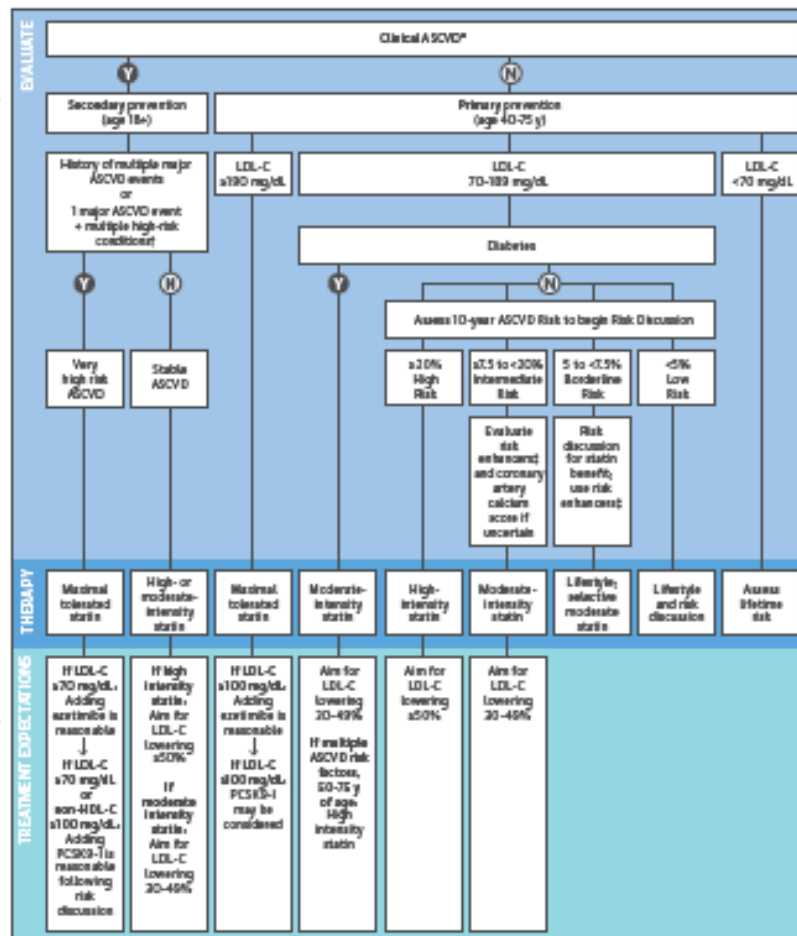 EVALUATE
Clinical ASCVD*
Y
N
Secondary prevention
(age 18+)
Primary prevention
(age 40-75 y)
History of multiple major
ASCVD events
or
1 major ASCVD event
+ multiple high-risk
conditions†
LDL-C
≥190 mg/dL
LDL-C
70-189 mg/dL
LDL-C
<70 mg/dL
Diabetes
Y
N
Y
N
Assess 10-year ASCVD Risk to begin Risk Discussion
Very
high risk
ASCVD
Stable
ASCVD
≥20%
High
Risk
≥7.5 to <20%
Intermediate
Risk
5 to <7.5%
Borderline
Risk
<5%
Low
Risk
Evaluate
risk
enhancers‡
and coronary
artery
calcium
score if
uncertain
Risk
discussion
for statin
benefit;
use risk
enhancers‡
THERAPY
Maximal
tolerated
statin
High- or
moderate-
intensity
statin
Maximal
tolerated
statin
Moderate-
intensity
statin
High-
intensity
statin
Moderate-
intensity
statin
Lifestyle;
selective
moderate
statin
Lifestyle
and risk
discussion
Assess
lifetime
risk
TREATMENT EXPECTATIONS
If LDL-C
≥70 mg/dL,
Adding
ezetimibe is
reasonable
↓
If LDL-C
≥70 mg/dL
or
non-HDL-C
≥100 mg/dL,
Adding
PCSK9-I is
reasonable
following
risk
discussion
If high
intensity
statin:
Aim for
LDL-C
lowering
≥50%
If
moderate
intensity
statin:
Aim for
LDL-C
lowering
30-49%
If LDL-C
≥100 mg/dL,
Adding
ezetimibe is
reasonable
↓
If LDL-C
≥100 mg/dL,
PCSK9-I
may be
considered
Aim for
LDL-C
lowering
30-49%
If multiple
ASCVD risk
factors,
50-75 y
of age:
High
intensity
statin
Aim for
LDL-C
lowering
≥50%
Aim for
LDL-C
lowering
30-49%